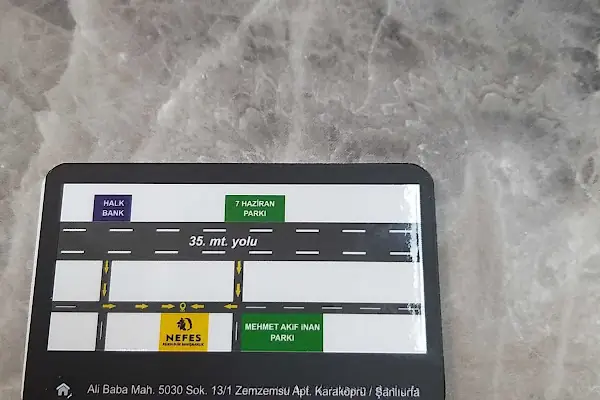 HALK
BANK
7 HAZİRAN
PARKI
35. mt. yolu
NEFES
MEHMET AKİF İNAN
PARKI
Ali Baba Mah. 5030 Sok. 13/1 Zemzemsu Apt. Karaköprü / Şanlıurfa